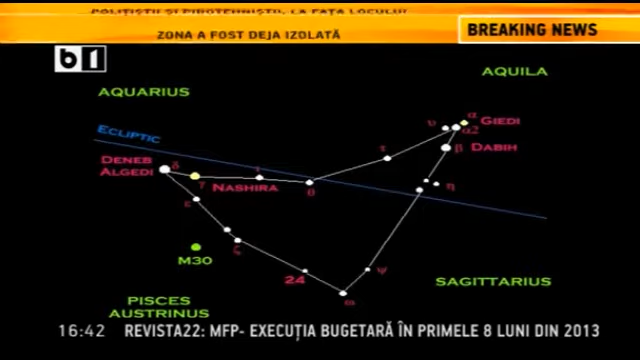 POLIȚIȘTII ȘI PIROTEHNIȘTII, LA FAȚA LOCULUI
ZONA A FOST DEJA IZOLATĂ
BREAKING NEWS
b1
AQUILA
AQUARIUS
α
υ
GIEDI
α2
ECLIPTIC
β DABIH
τ
DENEB
ALGEDI
δ
γ
ι
NASHIRA
θ
η
ε
ζ
M30
24
ψ
ω
SAGITTARIUS
PISCES
AUSTRINUS
16:42 REVISTA22: MFP- EXECUȚIA BUGETARĂ ÎN PRIMELE 8 LUNI DIN 2013